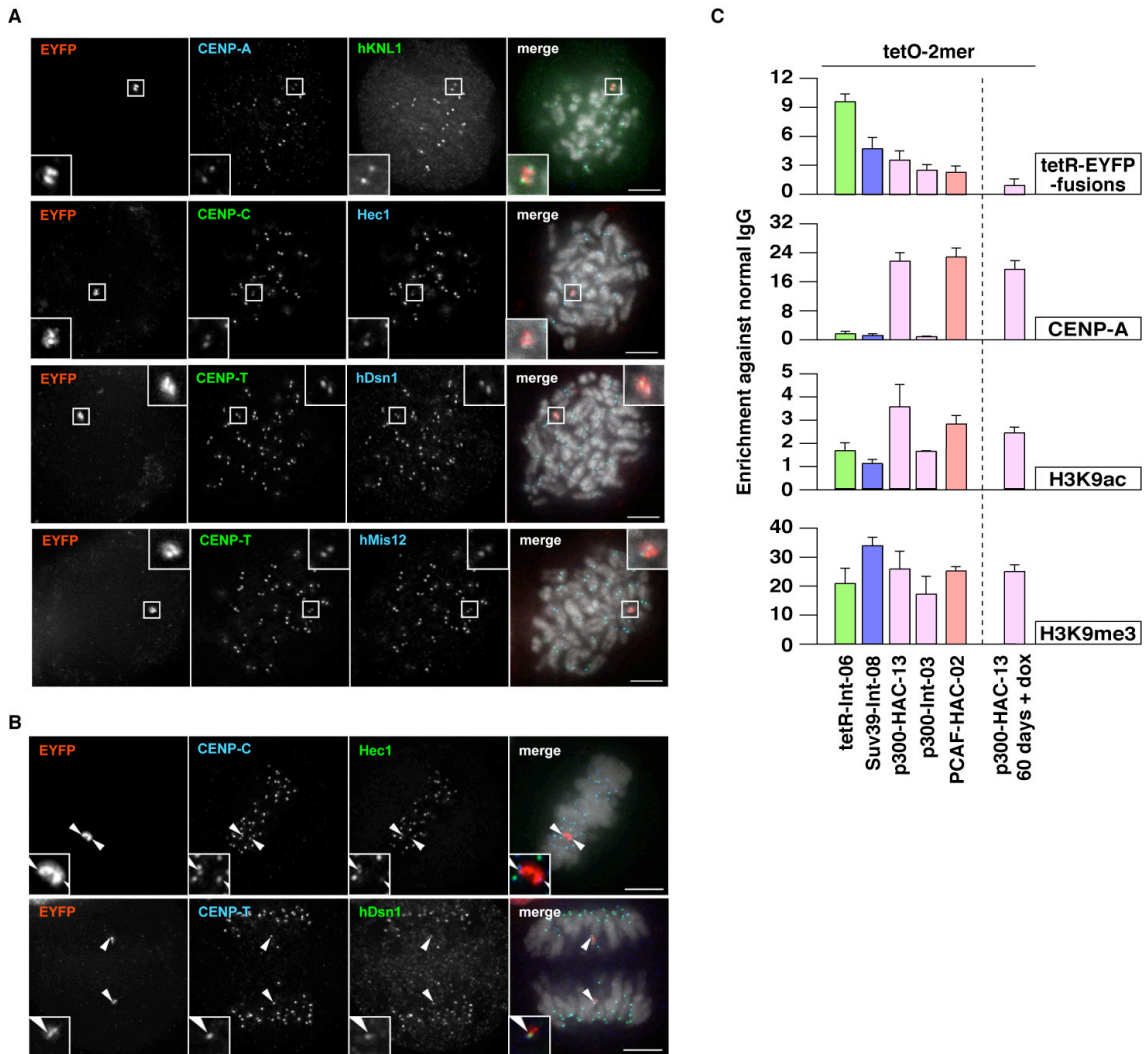 A
EYFP CENP-A hKNL1 merge
EYFP CENP-C Hec1 merge
EYFP CENP-T hDsn1 merge
EYFP CENP-T hMis12 merge
B
EYFP CENP-C Hec1 merge
EYFP CENP-T hDsn1 merge
C
tetO-2mer
Enrichment against normal IgG
12
9
6
3
0
tetR-EYFP
-fusions
32
24
16
8
0
CENP-A
5
4
3
2
1
0
H3K9ac
40
30
20
10
0
H3K9me3
tetR-Int-06
Suv39-Int-08
p300-HAC-13
p300-Int-03
PCAF-HAC-02
p300-HAC-13
60 days + dox